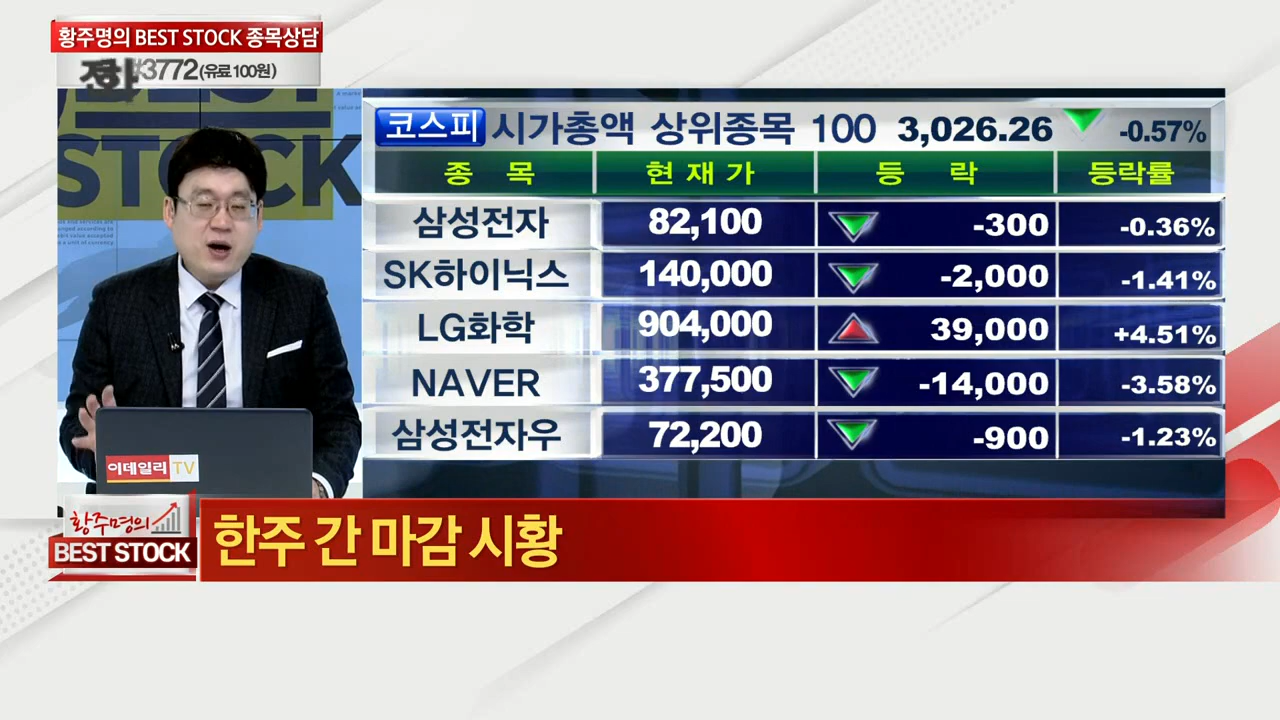 황주명의 BEST STOCK 종목상담
#3772(유료 100원)
BEST
STOCK
코스피 시가총액 상위종목 100 3,026.26 -0.57%
종 목 현 재 가 등 락 등락률
삼성전자 82,100 -300 -0.36%
SK하이닉스 140,000 -2,000 -1.41%
LG화학 904,000 39,000 +4.51%
NAVER 377,500 -14,000 -3.58%
삼성전자우 72,200 -900 -1.23%
이데일리 TV
황주명의
BEST STOCK
한주 간 마감 시황